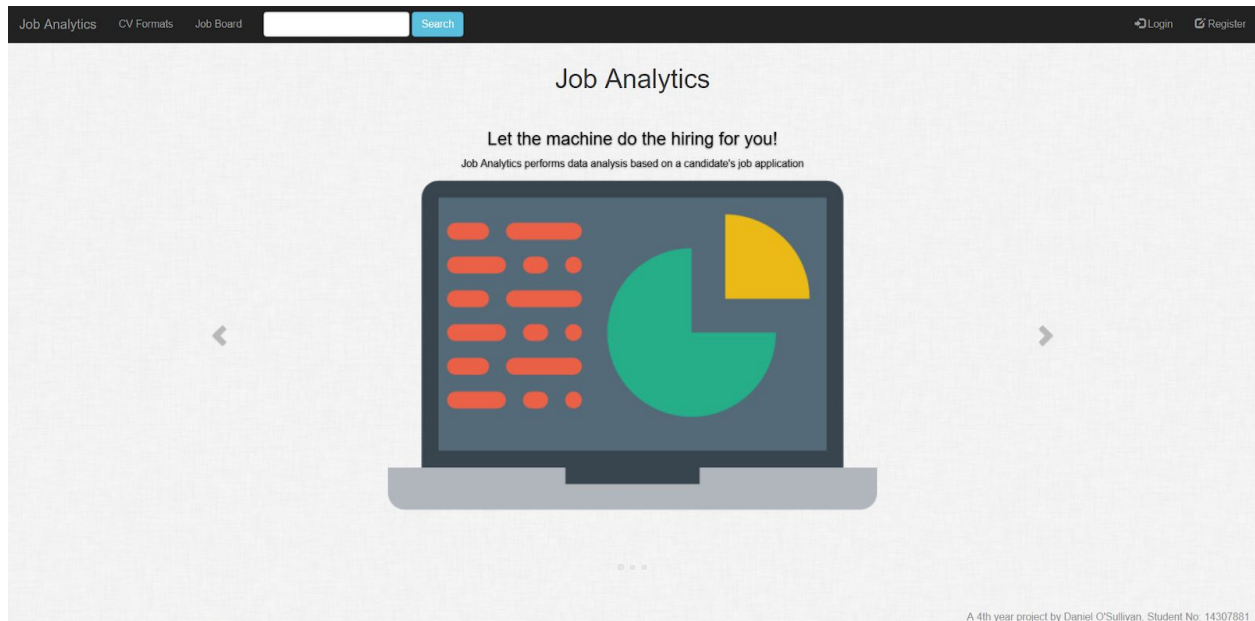 Job Analytics CV Formats Job Board Search Login Register
Job Analytics
Let the machine do the hiring for you!
Job Analytics performs data analysis based on a candidate's job application
A 4th year project by Daniel O'Sullivan, Student No: 14307881